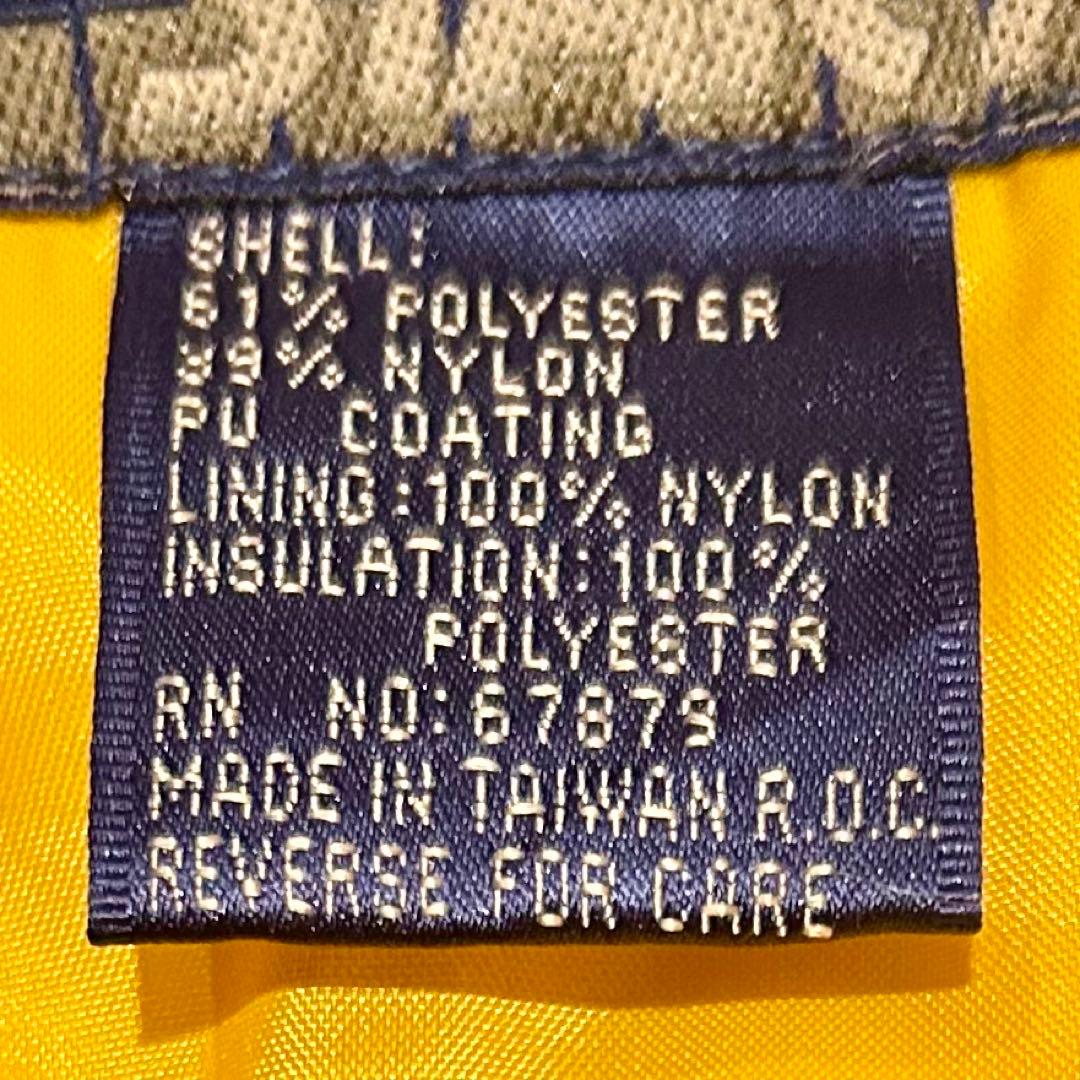 SHELL:
61% POLYESTER
39% NYLON
PU COATING
LINING:100% NYLON
INSULATION:100%
POLYESTER
RN NO:67879
MADE IN TAIWAN R.O.C.
REVERSE FOR CARE